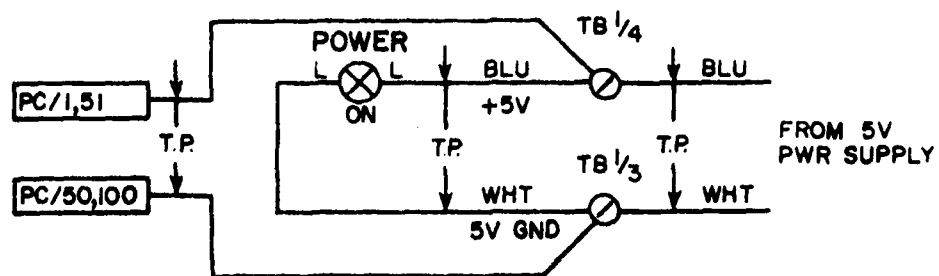 TB 1/4
POWER
L L
BLU
BLU
PC/1,51
ON
+5V
T.P.
T.P.
T.P.
FROM 5V
PWR SUPPLY
TB 1/3
PC/50,100
WHT
WHT
5V GND